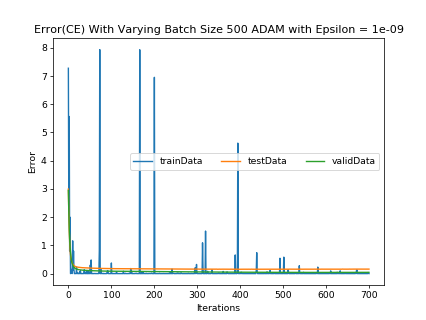 Error(CE) With Varying Batch Size 500 ADAM with Epsilon = 1e-09
8
7
6
5
4
3
2
1
0
Error
trainData testData validData
0 100 200 300 400 500 600 700
Iterations